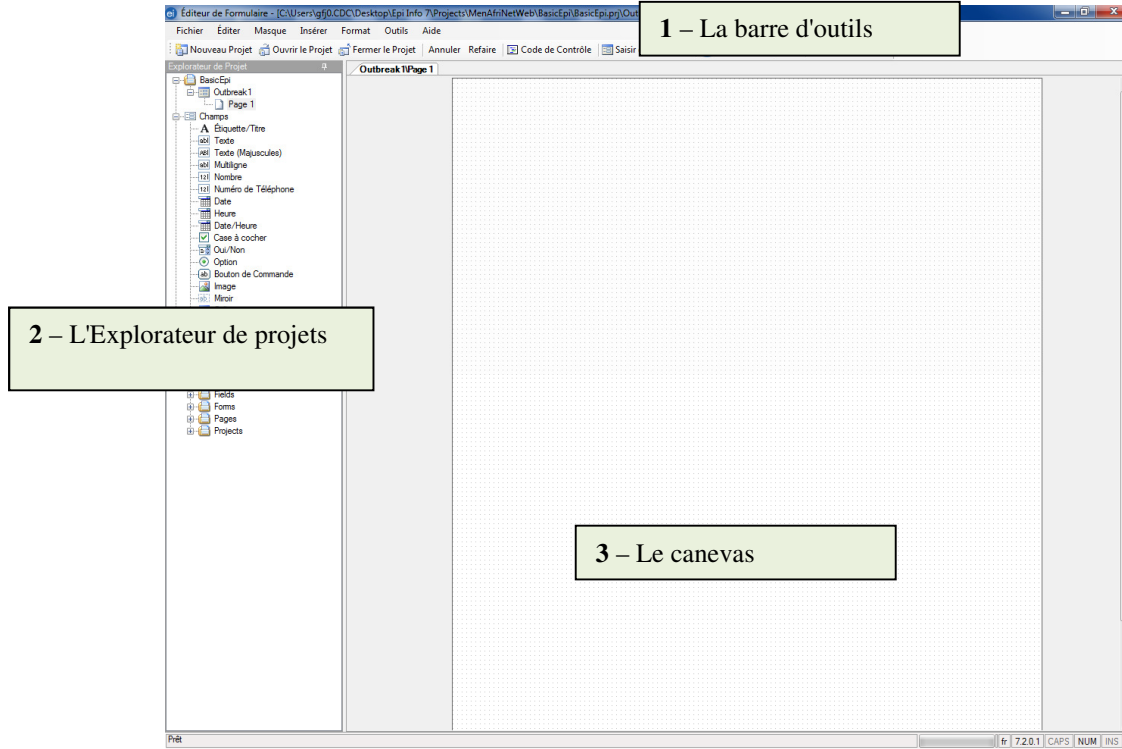 Éditeur de Formulaire - [C:\Users\gfj0.CDC\Desktop\Epi Info 7\Projects\MenAfriNetWeb\BasicEpi\BasicEpi.prj\Out
1 – La barre d'outils
Fichier Éditer Masque Insérer Format Outils Aide
Nouveau Projet Ouvrir le Projet Fermer le Projet Annuler Refaire Code de Contrôle Saisir
Explorateur de Projet
Outbreak1\Page 1
BasicEpi
Outbreak1
Page 1
Champs
A Étiquette/Titre
Texte
Texte (Majuscules)
Multiligne
Nombre
Numéro de Téléphone
Date
Heure
Date/Heure
Case à cocher
Oui/Non
Option
Bouton de Commande
Image
Miroir
2 – L'Explorateur de projets
Fields
Forms
Pages
Projects
3 – Le canevas
Prêt
fr 7.2.0.1 CAPS NUM INS